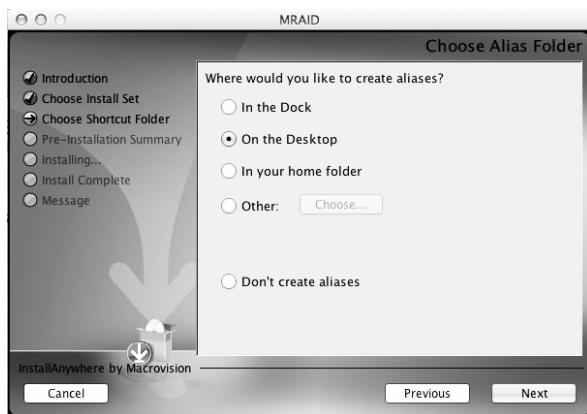 MRAID
Choose Alias Folder
Introduction
Choose Install Set
Choose Shortcut Folder
Pre-Installation Summary
Installing...
Install Complete
Message
Where would you like to create aliases?
In the Dock
On the Desktop
In your home folder
Other: Choose...
Don't create aliases
InstallAnywhere by Macrovision
Cancel Previous Next